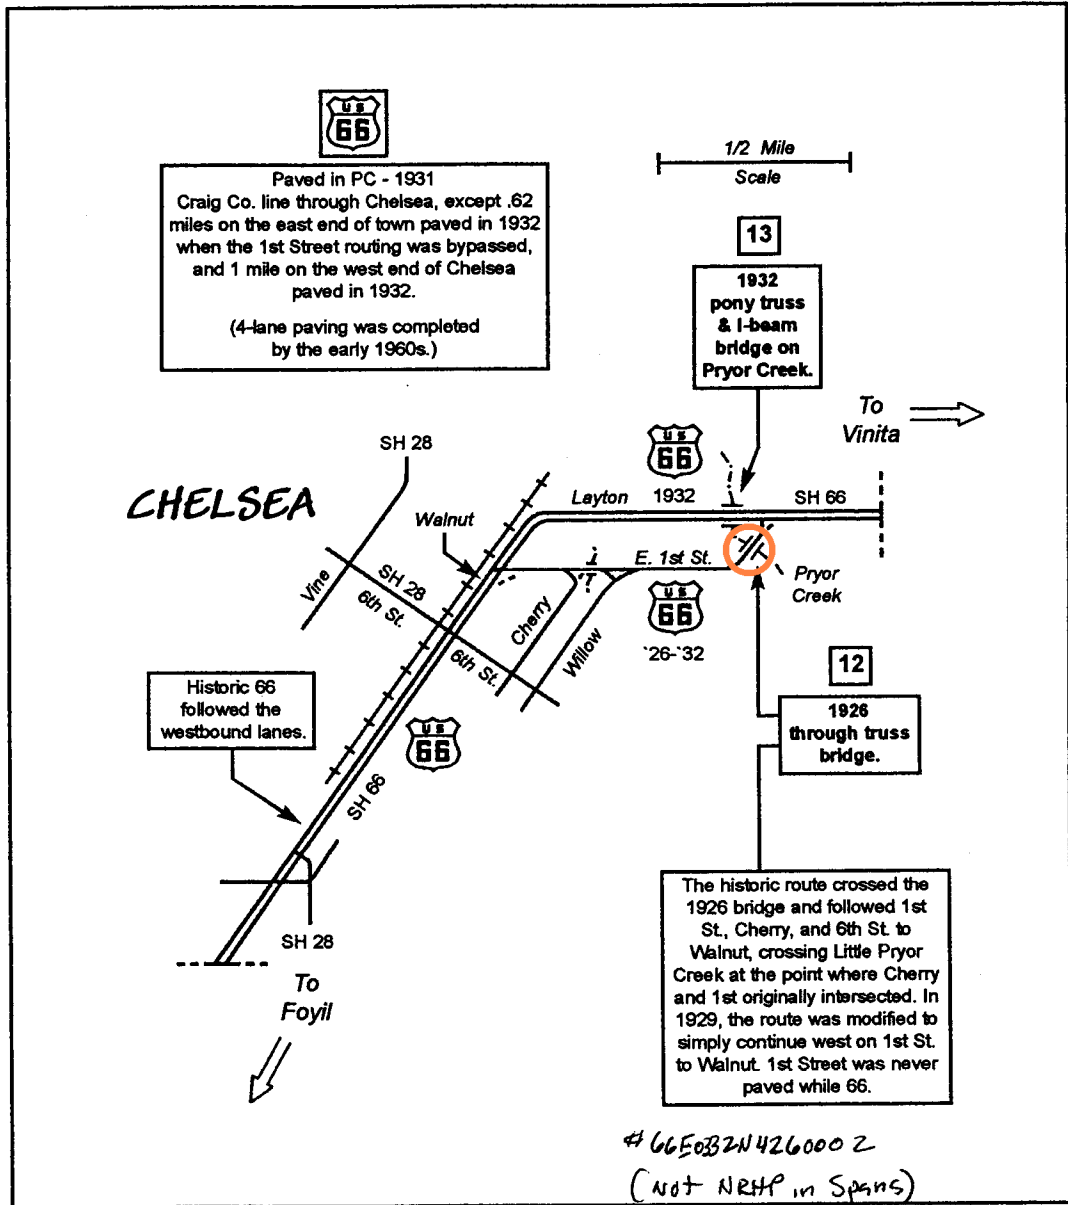 US
66
Paved in PC - 1931
Craig Co. line through Chelsea, except .62
miles on the east end of town paved in 1932
when the 1st Street routing was bypassed,
and 1 mile on the west end of Chelsea
paved in 1932.
(4-lane paving was completed
by the early 1960s.)
1/2 Mile
Scale
13
1932
pony truss
& I-beam
bridge on
Pryor Creek.
To
Vinita
US
66
SH 28
CHELSEA
Walnut
Layton
1932
SH 66
Vine
SH 28
6th St.
E. 1st St.
Pryor
Creek
Cherry
Willow
US
66
'26-'32
6th St.
12
1926
through truss
bridge.
Historic 66
followed the
westbound lanes.
US
66
SH 66
SH 28
To
Foyil
The historic route crossed the
1926 bridge and followed 1st
St., Cherry, and 6th St. to
Walnut, crossing Little Pryor
Creek at the point where Cherry
and 1st originally intersected. In
1929, the route was modified to
simply continue west on 1st St.
to Walnut. 1st Street was never
paved while 66.
#66E0332N4260002
(Not NRHP in Spans)